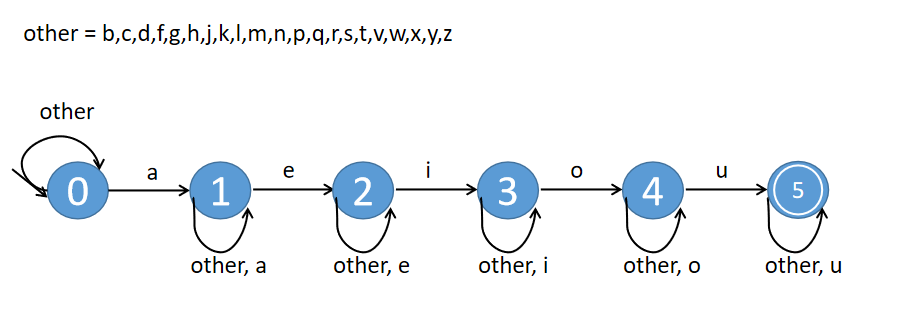 other = b,c,d,f,g,h,j,k,l,m,n,p,q,r,s,t,v,w,x,y,z
other
a e i o u
0 1 2 3 4 5
other, a other, e other, i other, o other, u